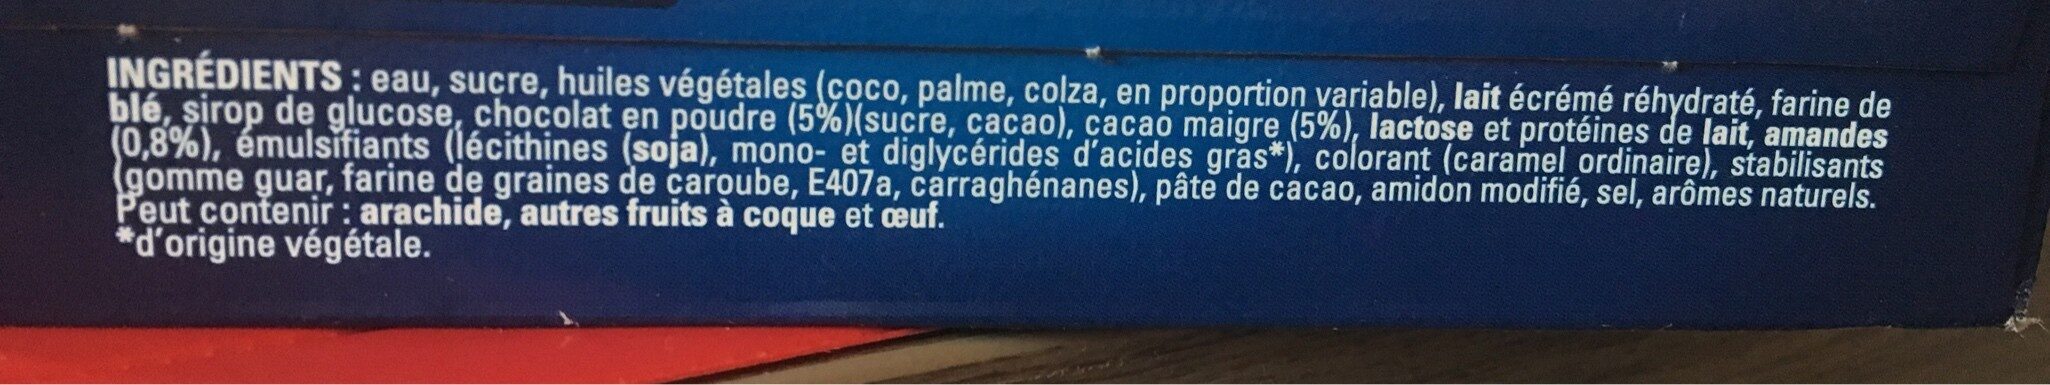 INGRÉDIENTS : eau, sucre, huiles végétales (coco, palme, colza, en proportion variable), lait écrémé réhydraté, farine de
blé, sirop de glucose, chocolat en poudre (5%)(sucre, cacao), cacao maigre (5%), lactose et protéines de lait, amandes
(0,8%), émulsifiants (lécithines (soja), mono- et diglycérides d'acides gras*), colorant (caramel ordinaire), stabilisants
(gomme guar, farine de graines de caroube, E407a, carraghénanes), pâte de cacao, amidon modifié, sel, arômes naturels.
Peut contenir : arachide, autres fruits à coque et œuf.
*d'origine végétale.